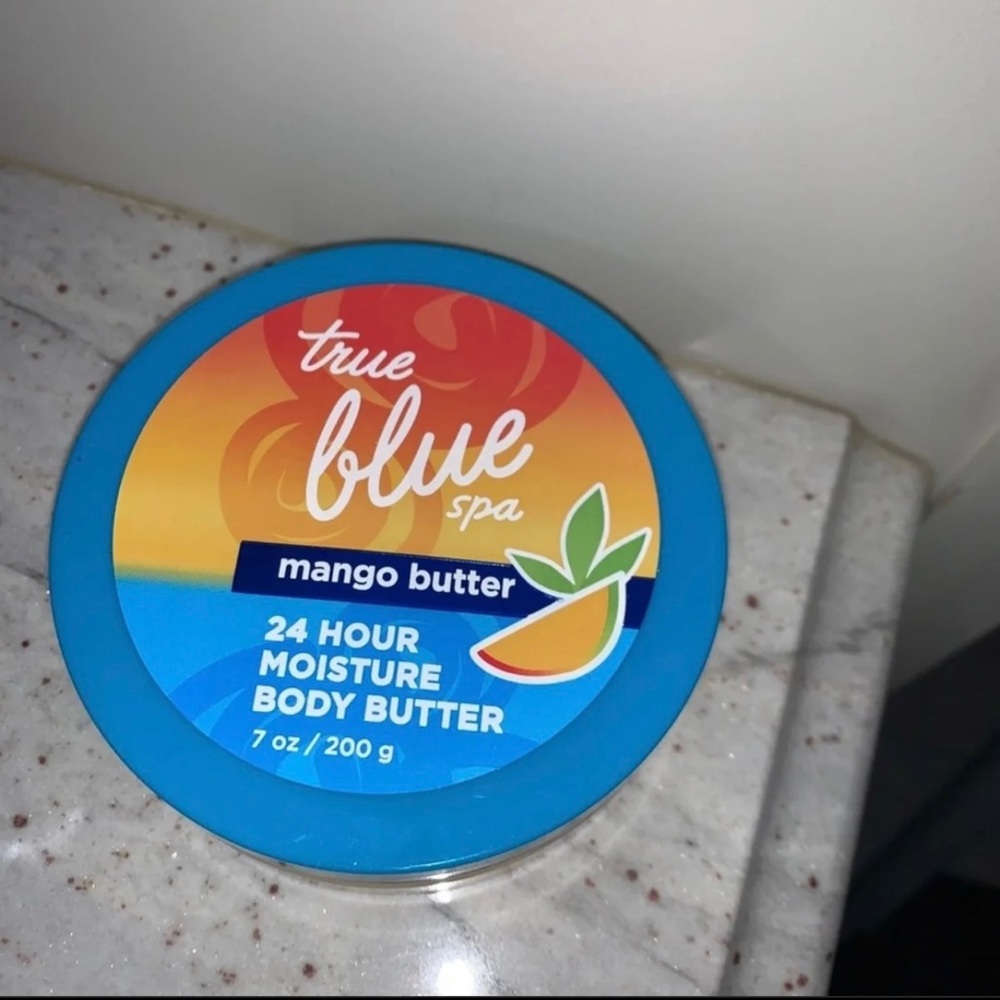 true
blue
spa
mango butter
24 HOUR
MOISTURE
BODY BUTTER
7 oz / 200 g